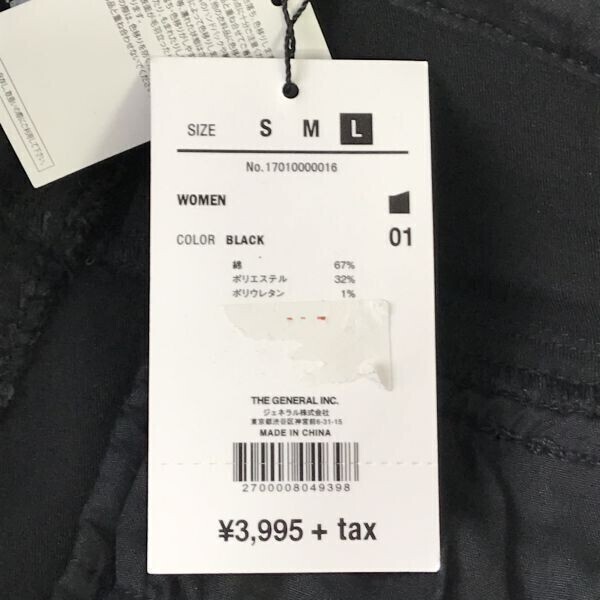 SIZE S M L
No.17010000016
WOMEN
COLOR BLACK 01
綿 67%
ポリエステル 32%
ポリウレタン 1%
THE GENERAL INC.
ジェネラル株式会社
東京都渋谷区神宮前6-31-15
MADE IN CHINA
2700008049398
¥3,995 + tax